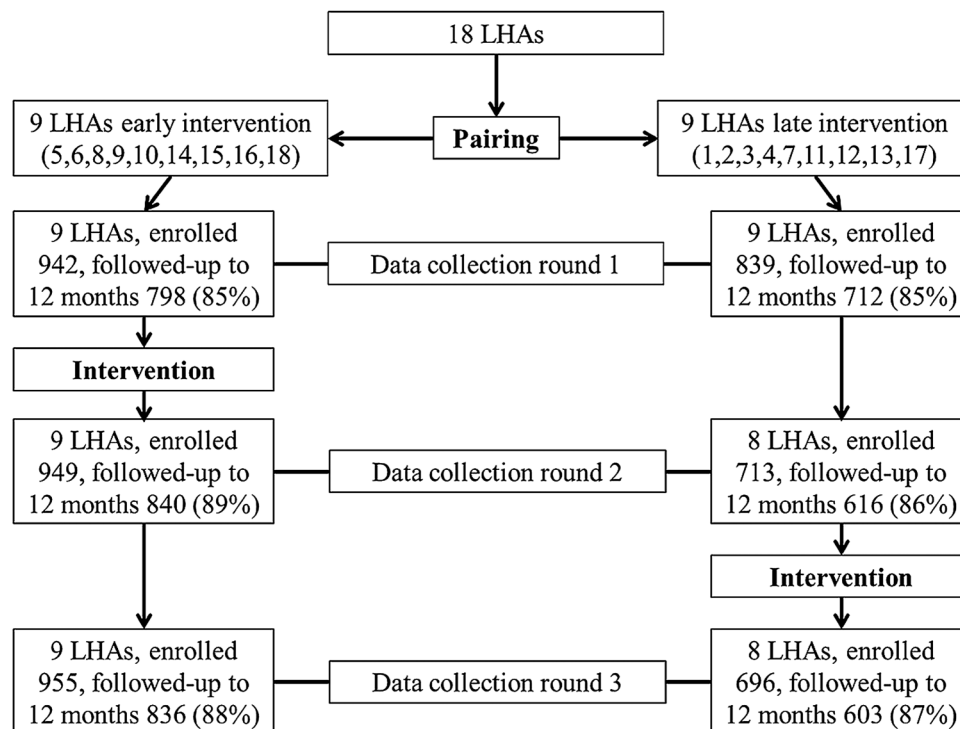 18 LHAs
9 LHAs early intervention
(5,6,8,9,10,14,15,16,18)
Pairing
9 LHAs late intervention
(1,2,3,4,7,11,12,13,17)
9 LHAs, enrolled
942, followed-up to
12 months 798 (85%)
Data collection round 1
9 LHAs, enrolled
839, followed-up to
12 months 712 (85%)
Intervention
9 LHAs, enrolled
949, followed-up to
12 months 840 (89%)
Data collection round 2
8 LHAs, enrolled
713, followed-up to
12 months 616 (86%)
Intervention
9 LHAs, enrolled
955, followed-up to
12 months 836 (88%)
Data collection round 3
8 LHAs, enrolled
696, followed-up to
12 months 603 (87%)